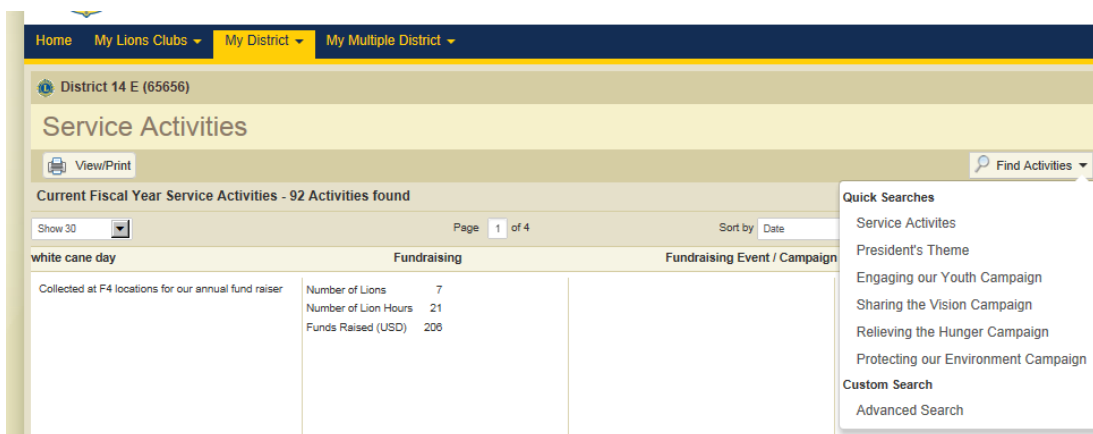 Home My Lions Clubs My District My Multiple District
District 14 E (65656)
Service Activities
View/Print Find Activities
Current Fiscal Year Service Activities - 92 Activities found
Show 30 Page 1 of 4 Sort by Date
white cane day Fundraising Fundraising Event / Campaign
Collected at F4 locations for our annual fund raiser
Number of Lions 7
Number of Lion Hours 21
Funds Raised (USD) 206
Quick Searches
Service Activites
President's Theme
Engaging our Youth Campaign
Sharing the Vision Campaign
Relieving the Hunger Campaign
Protecting our Environment Campaign
Custom Search
Advanced Search